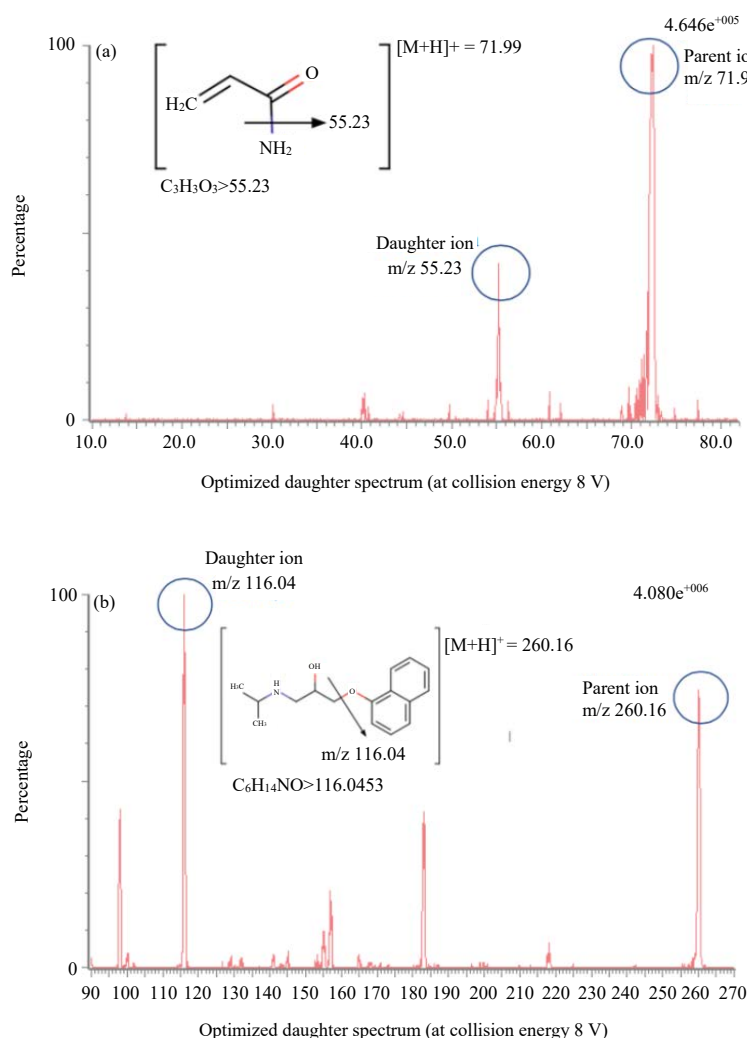 4.646e+005
100
(a)
[M+H]+ = 71.99
Parent io
m/z 71.9
O
H₂C
55.23
NH₂
C₃H₃O₃>55.23
Daughter ion
m/z 55.23
Percentage
0
10.0 20.0 30.0 40.0 50.0 60.0 70.0 80.0
Optimized daughter spectrum (at collision energy 8 V)
Daughter ion
m/z 116.04
100
(b)
4.080e+006
[M+H]+ = 260.16
OH
H₃C
H
N
O
CH₃
Parent ion
m/z 260.16
m/z 116.04
C₆H₁₄NO>116.0453
Percentage
0
90 100 110 120 130 140 150 160 170 180 190 200 210 220 230 240 250 260 270
Optimized daughter spectrum (at collision energy 8 V)